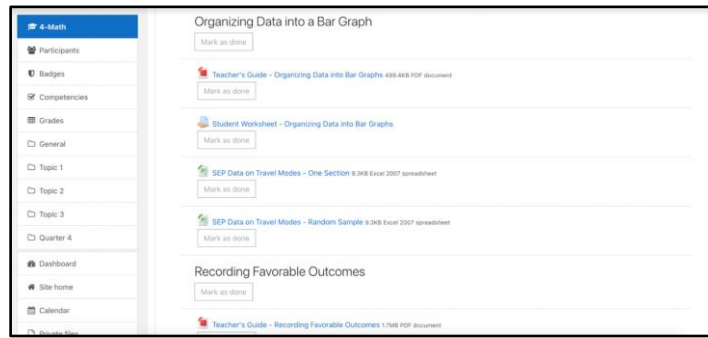 4-Math
Participants
Badges
Competencies
Grades
General
Topic 1
Topic 2
Topic 3
Quarter 4
Dashboard
Site home
Calendar
Private files
Organizing Data into a Bar Graph
Mark as done
Teacher's Guide - Organizing Data into Bar Graphs 499.4KB PDF document
Mark as done
Student Worksheet - Organizing Data into Bar Graphs
SEP Data on Travel Modes - One Section 9.3KB Excel 2007 spreadsheet
Mark as done
SEP Data on Travel Modes - Random Sample 9.3KB Excel 2007 spreadsheet
Mark as done
Recording Favorable Outcomes
Mark as done
Teacher's Guide - Recording Favorable Outcomes 1.7MB PDF document